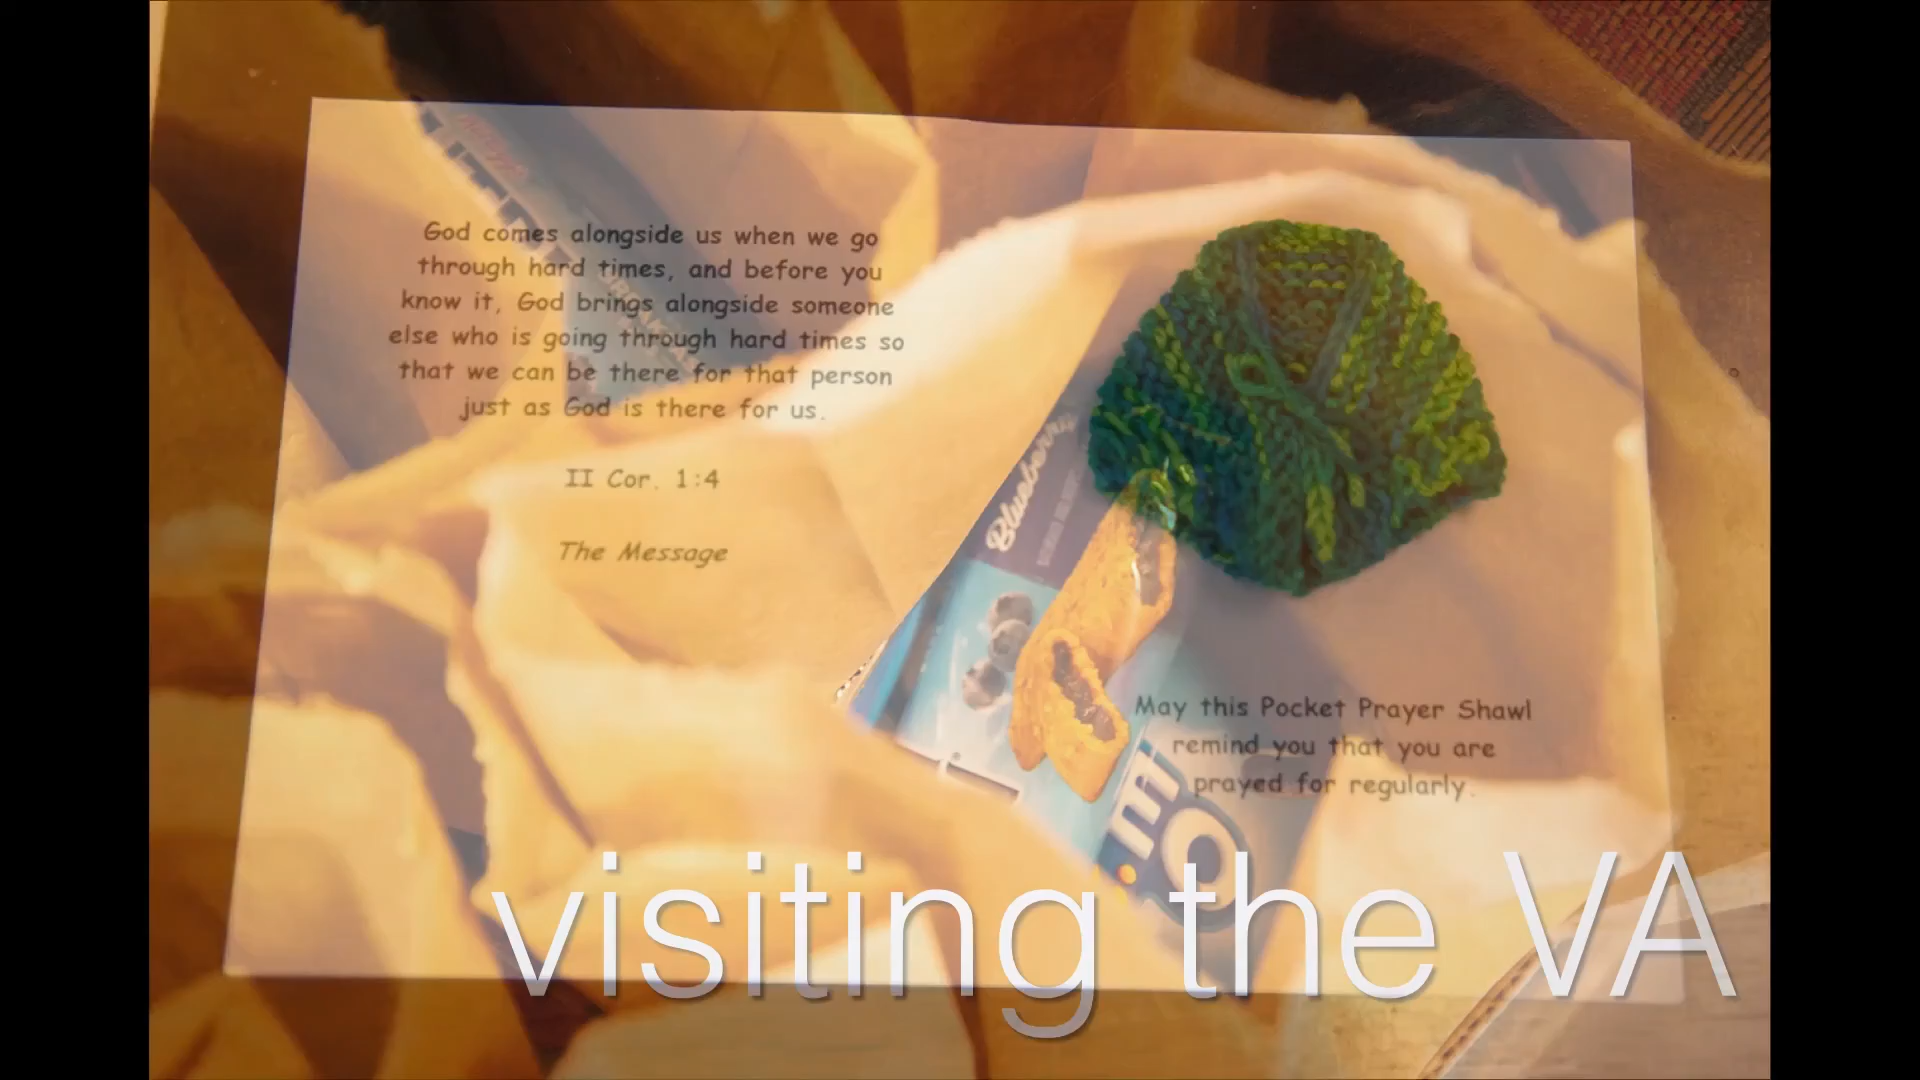 God comes alongside us when we go
through hard times, and before you
know it, God brings alongside someone
else who is going through hard times so
that we can be there for that person
just as God is there for us.
II Cor. 1:4
The Message
Blueberry
May this Pocket Prayer Shawl
remind you that you are
prayed for regularly.
visiting the VA